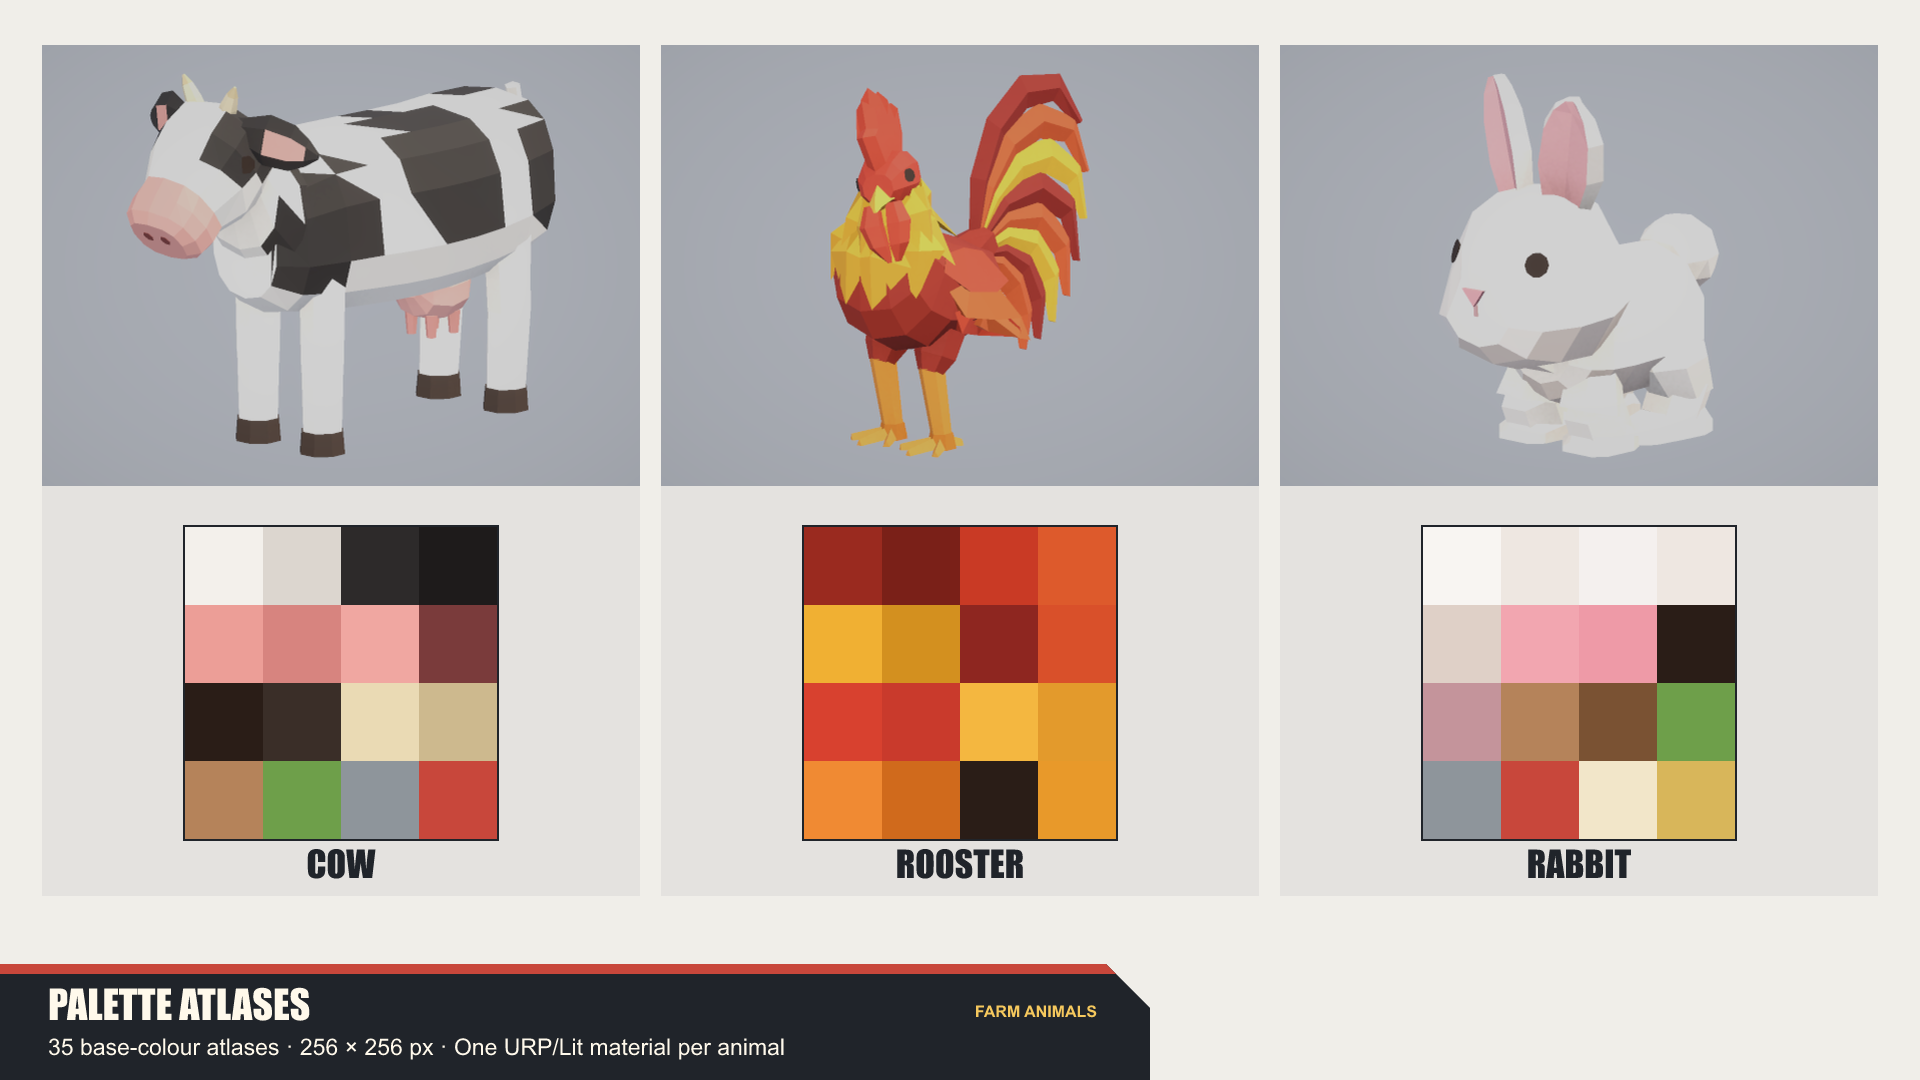 COW
ROOSTER
RABBIT
PALETTE ATLASES
FARM ANIMALS
35 base-colour atlases · 256 × 256 px · One URP/Lit material per animal